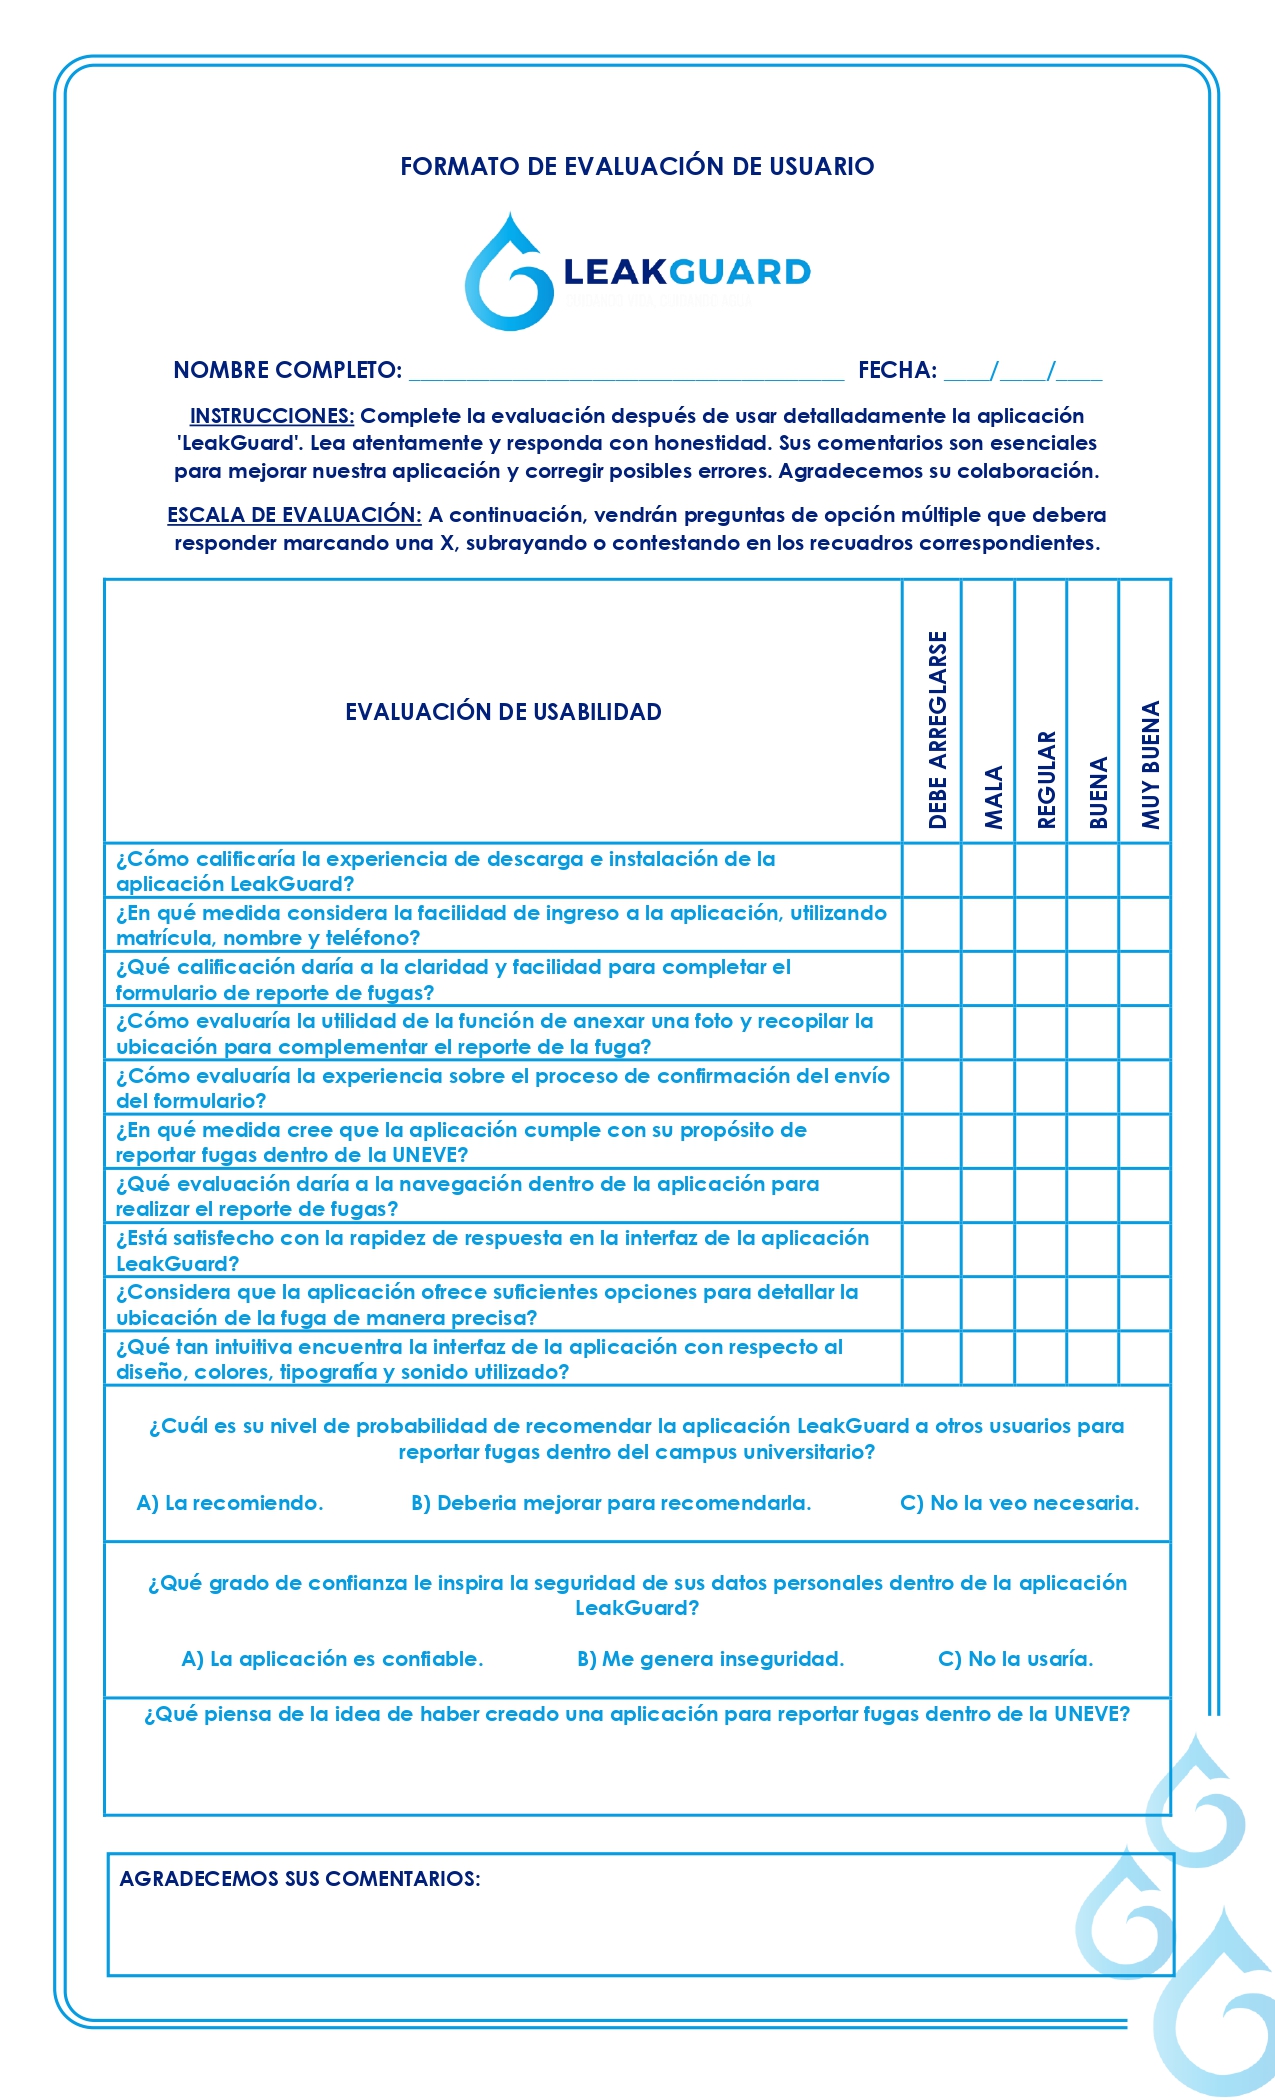 FORMATO DE EVALUACIÓN DE USUARIO
LEAKGUARD
NOMBRE COMPLETO: ______________________________________ FECHA: ____/____/____
INSTRUCCIONES: Complete la evaluación después de usar detalladamente la aplicación
'LeakGuard'. Lea atentamente y responda con honestidad. Sus comentarios son esenciales
para mejorar nuestra aplicación y corregir posibles errores. Agradecemos su colaboración.
ESCALA DE EVALUACIÓN: A continuación, vendrán preguntas de opción múltiple que debera
responder marcando una X, subrayando o contestando en los recuadros correspondientes.
EVALUACIÓN DE USABILIDAD
DEBE ARREGLARSE
MALA
REGULAR
BUENA
MUY BUENA
¿Cómo calificaría la experiencia de descarga e instalación de la
aplicación LeakGuard?
¿En qué medida considera la facilidad de ingreso a la aplicación, utilizando
matrícula, nombre y teléfono?
¿Qué calificación daría a la claridad y facilidad para completar el
formulario de reporte de fugas?
¿Cómo evaluaría la utilidad de la función de anexar una foto y recopilar la
ubicación para complementar el reporte de la fuga?
¿Cómo evaluaría la experiencia sobre el proceso de confirmación del envío
del formulario?
¿En qué medida cree que la aplicación cumple con su propósito de
reportar fugas dentro de la UNEVE?
¿Qué evaluación daría a la navegación dentro de la aplicación para
realizar el reporte de fugas?
¿Está satisfecho con la rapidez de respuesta en la interfaz de la aplicación
LeakGuard?
¿Considera que la aplicación ofrece suficientes opciones para detallar la
ubicación de la fuga de manera precisa?
¿Qué tan intuitiva encuentra la interfaz de la aplicación con respecto al
diseño, colores, tipografía y sonido utilizado?
¿Cuál es su nivel de probabilidad de recomendar la aplicación LeakGuard a otros usuarios para
reportar fugas dentro del campus universitario?
A) La recomiendo. B) Deberia mejorar para recomendarla. C) No la veo necesaria.
¿Qué grado de confianza le inspira la seguridad de sus datos personales dentro de la aplicación
LeakGuard?
A) La aplicación es confiable. B) Me genera inseguridad. C) No la usaría.
¿Qué piensa de la idea de haber creado una aplicación para reportar fugas dentro de la UNEVE?
AGRADECEMOS SUS COMENTARIOS: